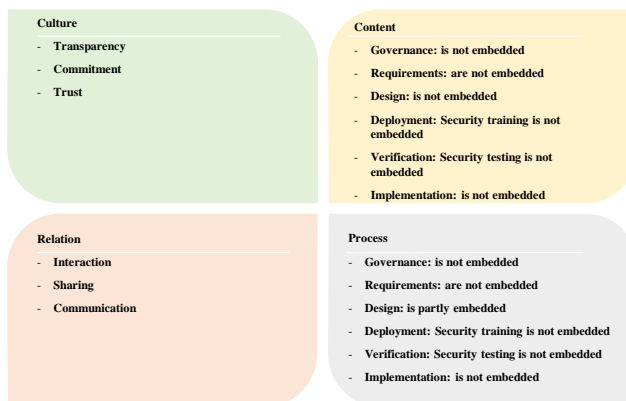 Culture
- Transparency
- Commitment
- Trust
Content
- Governance: is not embedded
- Requirements: are not embedded
- Design: is not embedded
- Deployment: Security training is not
embedded
- Verification: Security testing is not
embedded
- Implementation: is not embedded
Relation
- Interaction
- Sharing
- Communication
Process
- Governance: is not embedded
- Requirements: are not embedded
- Design: is partly embedded
- Deployment: Security training is not embedded
- Verification: Security testing is not embedded
- Implementation: is not embedded